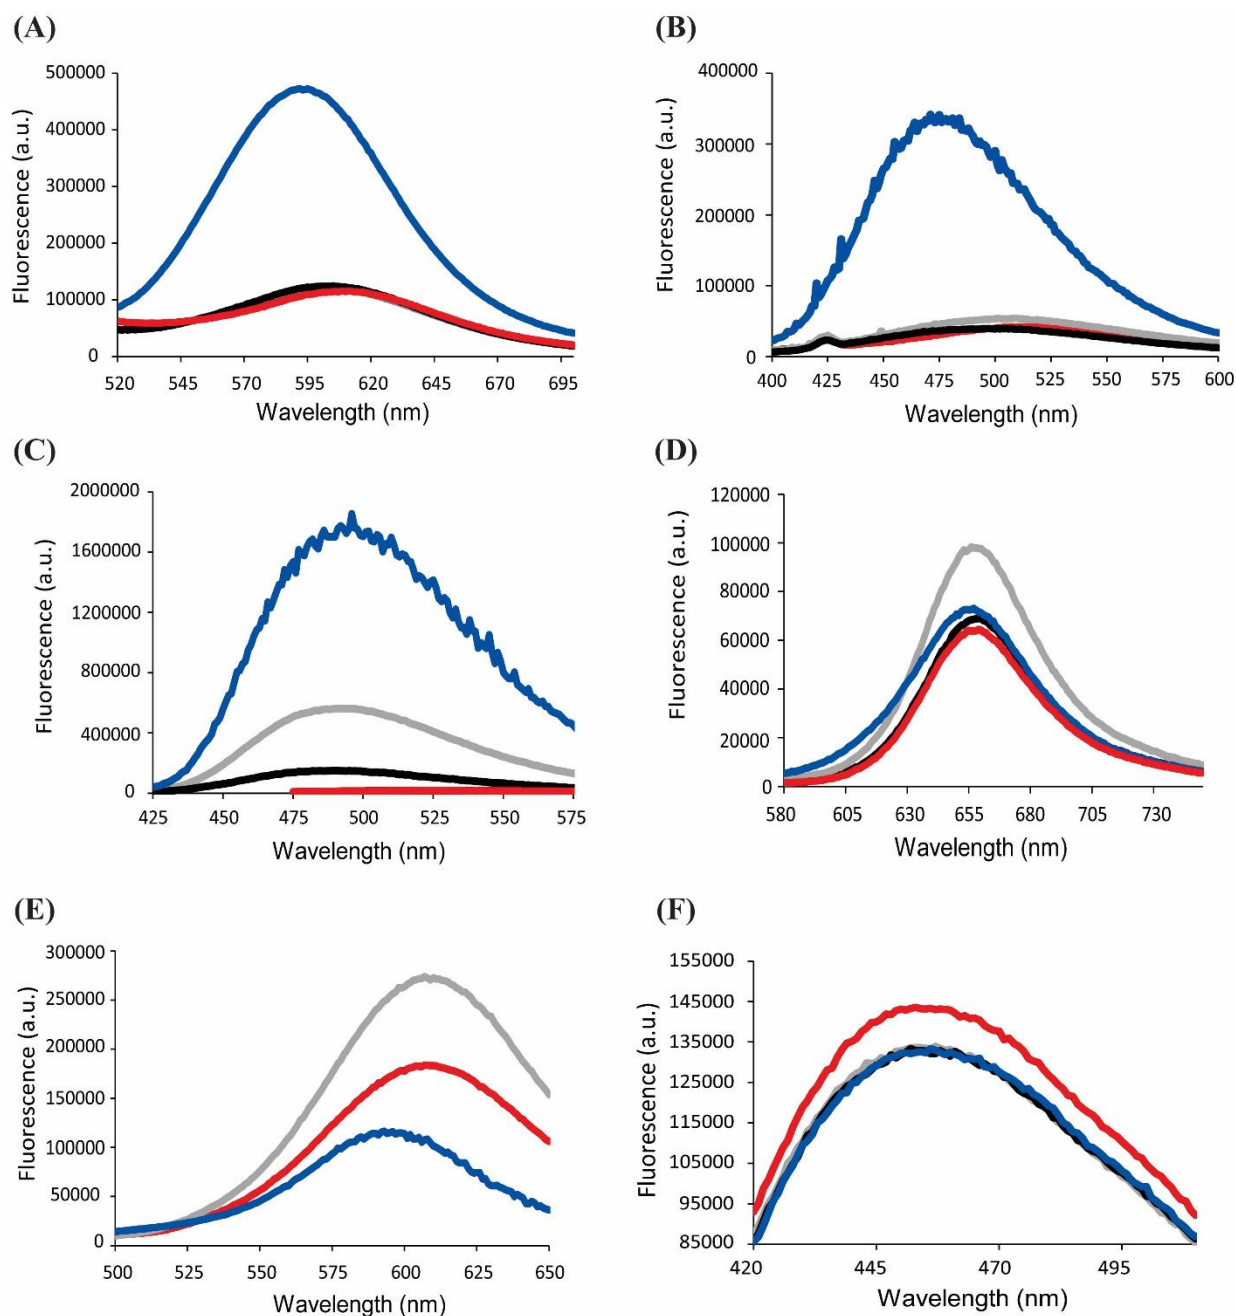 (A)
500000
400000
300000
200000
100000
0
Fluorescence (a.u.)
520 545 570 595 620 645 670 695
Wavelength (nm)
(B)
400000
300000
200000
100000
0
Fluorescence (a.u.)
400 425 450 475 500 525 550 575 600
Wavelength (nm)
(C)
2000000
1600000
1200000
800000
400000
0
Fluorescence (a.u.)
425 450 475 500 525 550 575
Wavelength (nm)
(D)
120000
100000
80000
60000
40000
20000
0
Fluorescence (a.u.)
580 605 630 655 680 705 730
Wavelength (nm)
(E)
300000
250000
200000
150000
100000
50000
0
Fluorescence (a.u.)
500 525 550 575 600 625 650
Wavelength (nm)
(F)
155000
145000
135000
125000
115000
105000
95000
85000
Fluorescence (a.u.)
420 445 470 495
Wavelength (nm)